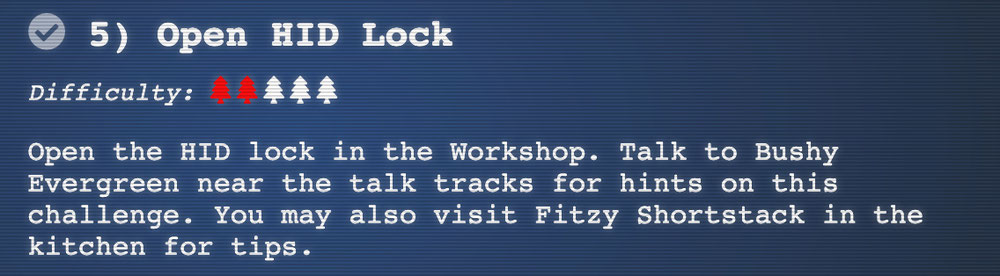 5) Open HID Lock
Difficulty:
Open the HID lock in the Workshop. Talk to Bushy
Evergreen near the talk tracks for hints on this
challenge. You may also visit Fitzy Shortstack in the
kitchen for tips.